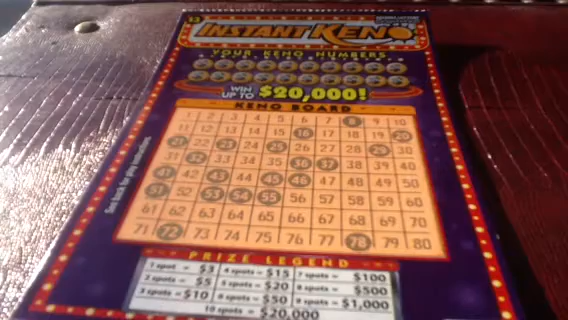 $3
INSTANT KENO
YOUR KENO NUMBERS
WIN UP TO $20,000!
KENO BOARD
1 2 3 4 5 6 7 8 9 10
11 12 13 14 15 16 17 18 19 20
21 22 23 24 25 26 27 28 29 30
31 32 33 34 35 36 37 38 39 40
41 42 43 44 45 46 47 48 49 50
51 52 53 54 55 56 57 58 59 60
61 62 63 64 65 66 67 68 69 70
71 72 73 74 75 76 77 78 79 80
See back for play instructions.
PRIZE LEGEND
1 spot = $3 4 spots = $15 7 spots = $100
2 spots = $5 5 spots = $20 8 spots = $500
3 spots = $10 6 spots = $50 9 spots = $1,000
10 spots = $20,000